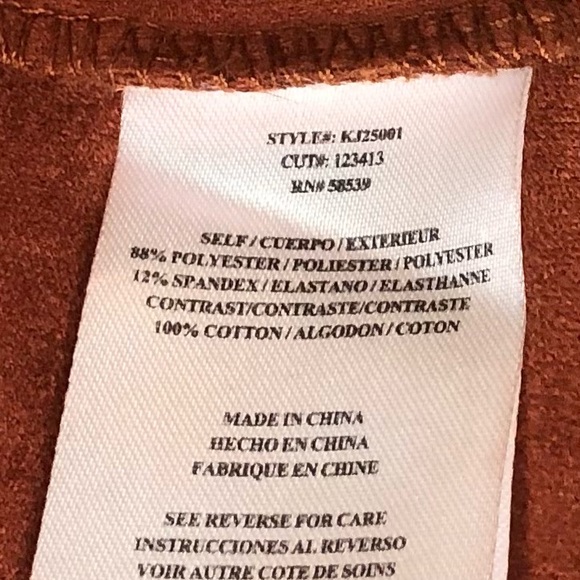 STYLE#: KJ25001
CUT#: 123413
RN# 58539
SELF / CUERPO / EXTERIEUR
88% POLYESTER / POLIESTER / POLYESTER
12% SPANDEX / ELASTANO / ELASTHANNE
CONTRAST/CONTRASTE/CONTRASTE
100% COTTON / ALGODON / COTON
MADE IN CHINA
HECHO EN CHINA
FABRIQUE EN CHINE
SEE REVERSE FOR CARE
INSTRUCCIONES AL REVERSO
VOIR AUTRE COTE DE SOINS